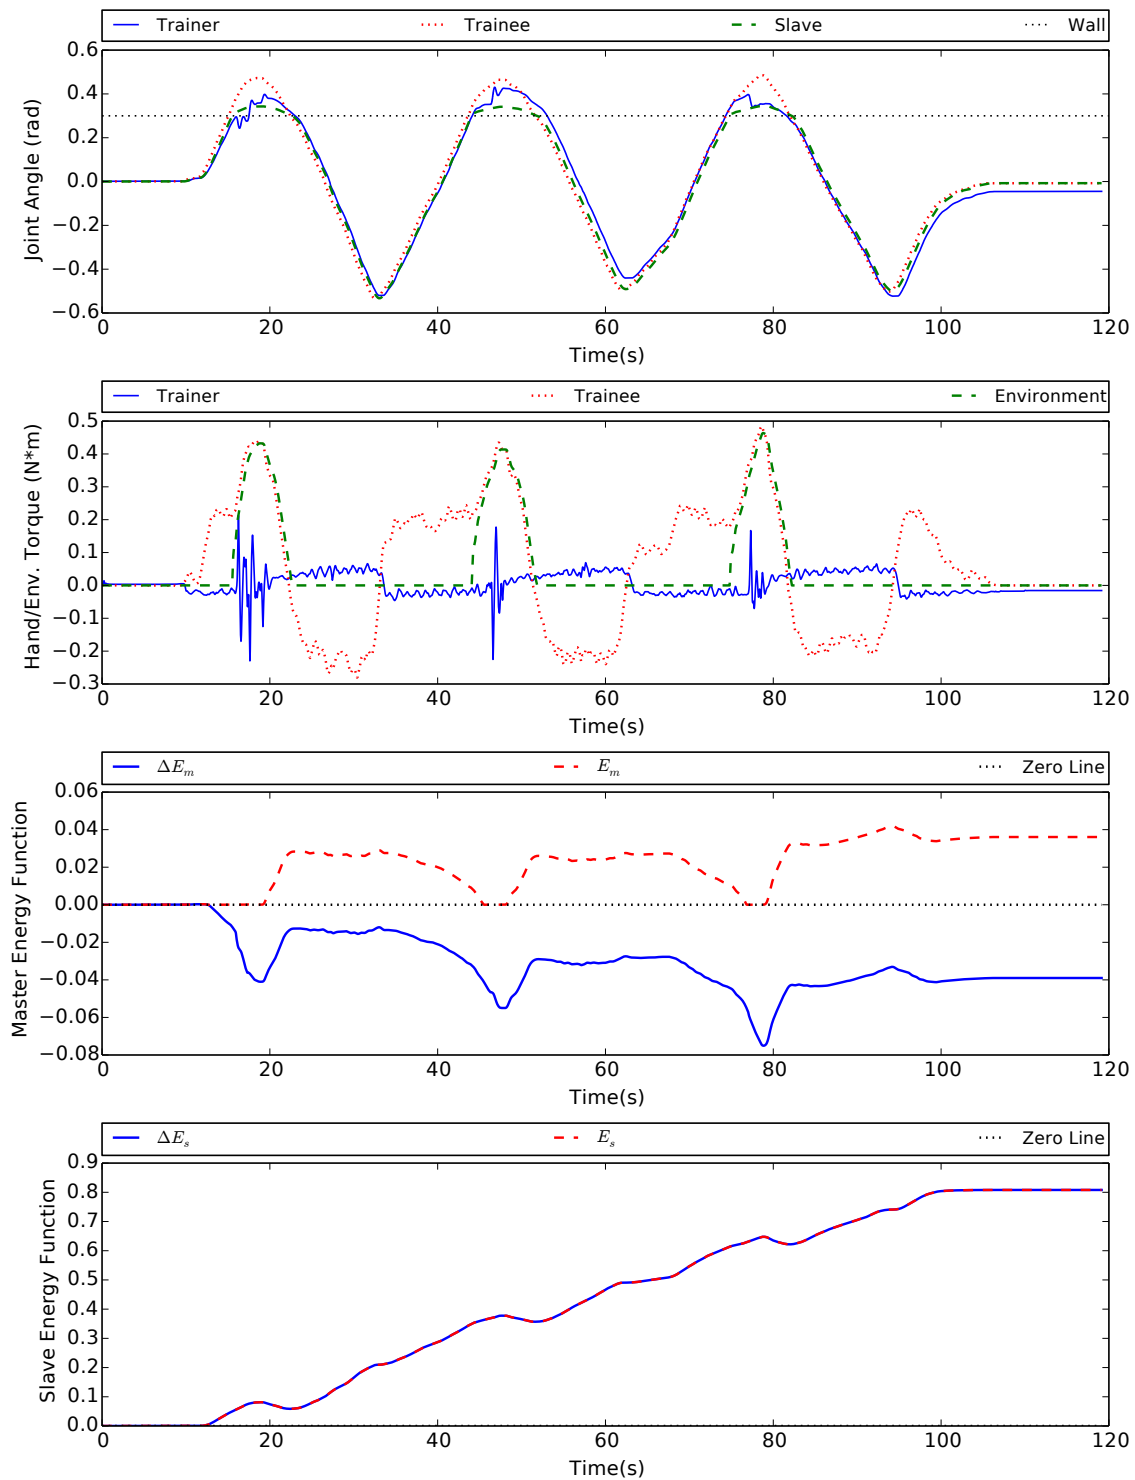 Trainer Trainee Slave Wall
0.6
0.4
0.2
0.0
−0.2
−0.4
−0.6
Joint Angle (rad)
0 20 40 60 80 100 120
Time(s)
Trainer Trainee Environment
0.5
0.4
0.3
0.2
0.1
0.0
−0.1
−0.2
−0.3
Hand/Env. Torque (N*m)
0 20 40 60 80 100 120
Time(s)
ΔE_m E_m Zero Line
0.06
0.04
0.02
0.00
−0.02
−0.04
−0.06
−0.08
Master Energy Function
0 20 40 60 80 100 120
Time(s)
ΔE_s E_s Zero Line
0.9
0.8
0.7
0.6
0.5
0.4
0.3
0.2
0.1
0.0
Slave Energy Function
0 20 40 60 80 100 120
Time(s)